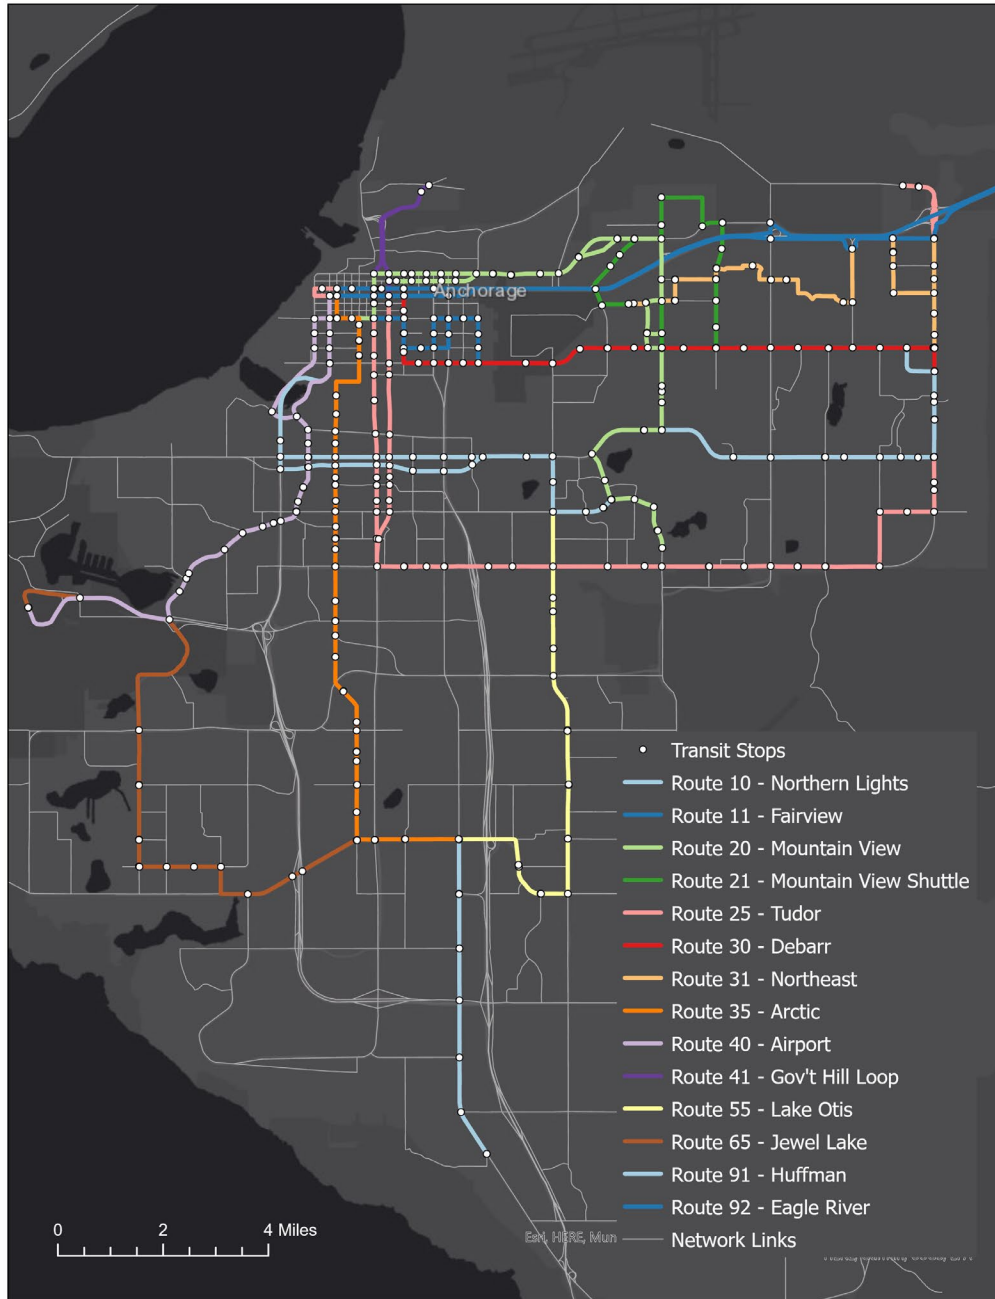 Anchorage
Transit Stops
Route 10 - Northern Lights
Route 11 - Fairview
Route 20 - Mountain View
Route 21 - Mountain View Shuttle
Route 25 - Tudor
Route 30 - Debarr
Route 31 - Northeast
Route 35 - Arctic
Route 40 - Airport
Route 41 - Gov't Hill Loop
Route 55 - Lake Otis
Route 65 - Jewel Lake
Route 91 - Huffman
Route 92 - Eagle River
Network Links
0 2 4 Miles
Esri, HERE, Mun